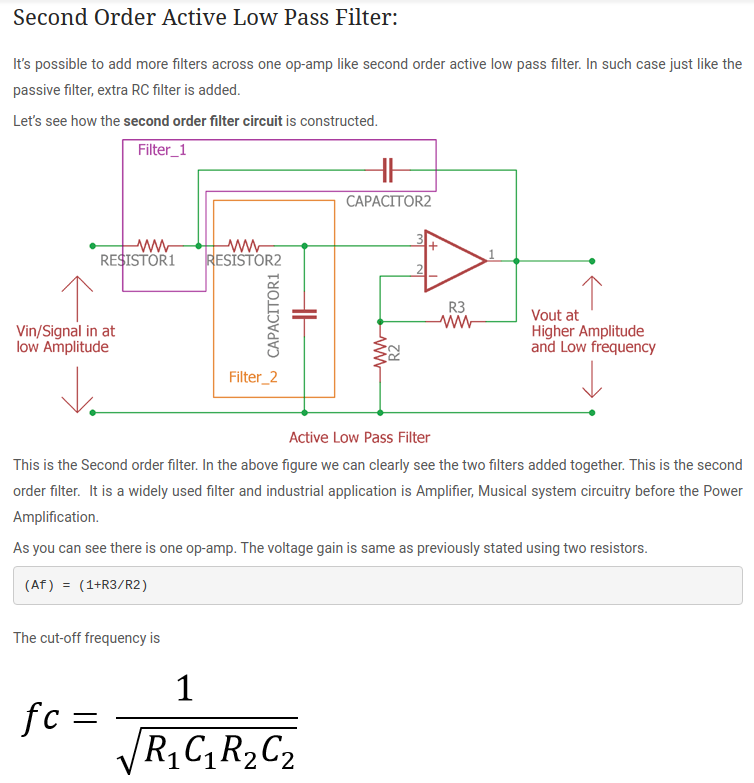 Second Order Active Low Pass Filter:
It's possible to add more filters across one op-amp like second order active low pass filter. In such case just like the
passive filter, extra RC filter is added.
Let's see how the second order filter circuit is constructed.
Filter_1
CAPACITOR2
RESISTOR1
RESISTOR2
3
+
1
2
−
CAPACITOR1
R3
R2
Vin/Signal in at
low Amplitude
Vout at
Higher Amplitude
and Low frequency
Filter_2
Active Low Pass Filter
This is the Second order filter. In the above figure we can clearly see the two filters added together. This is the second
order filter. It is a widely used filter and industrial application is Amplifier, Musical system circuitry before the Power
Amplification.
As you can see there is one op-amp. The voltage gain is same as previously stated using two resistors.
(Af) = (1+R3/R2)
The cut-off frequency is
fc = 1 / √R₁C₁R₂C₂